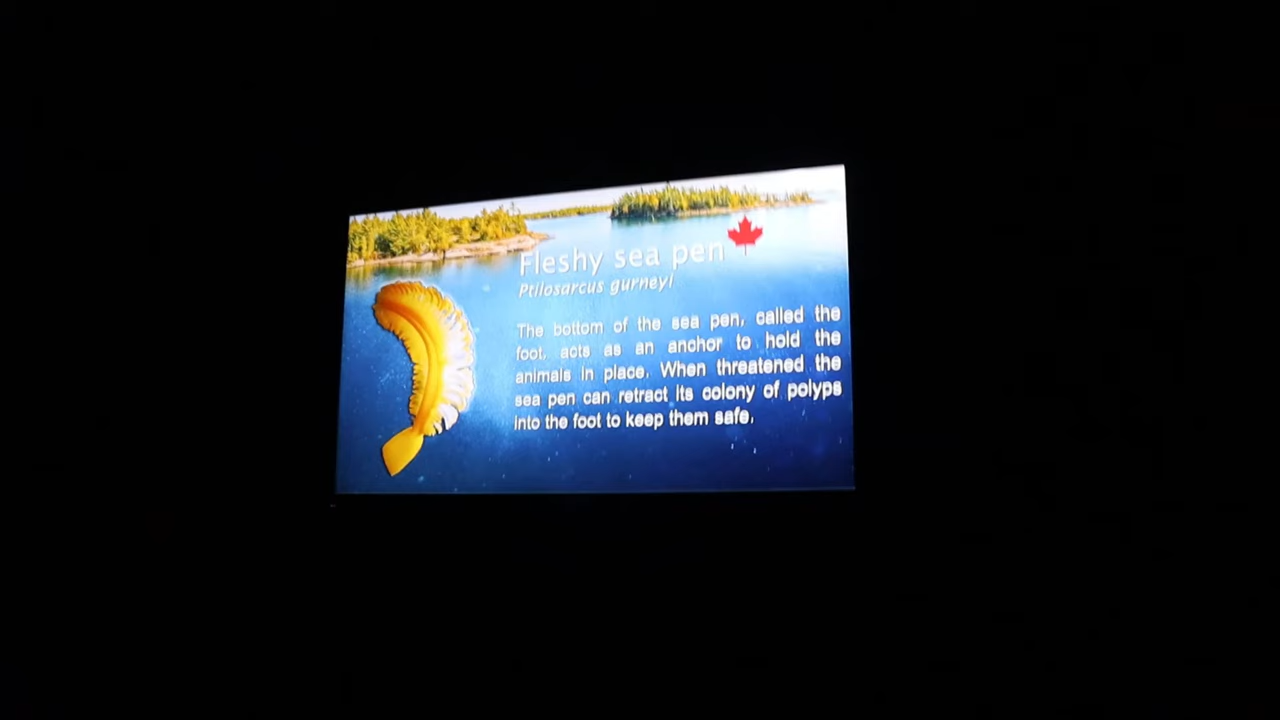 Fleshy sea pen
Ptilosarcus gurneyi
The bottom of the sea pen, called the
foot, acts as an anchor to hold the
animals in place. When threatened the
sea pen can retract its colony of polyps
into the foot to keep them safe.